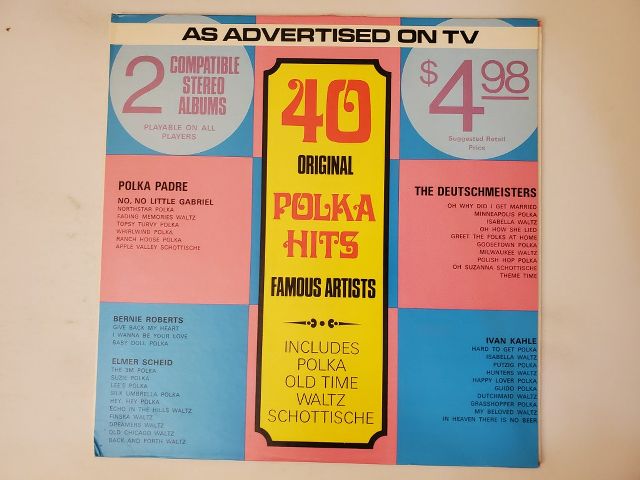 AS ADVERTISED ON TV
2 COMPATIBLE
STEREO
ALBUMS
PLAYABLE ON ALL
PLAYERS
40
ORIGINAL
POLKA
HITS
FAMOUS ARTISTS
INCLUDES
POLKA
OLD TIME
WALTZ
SCHOTTISCHE
$4.98
Suggested Retail
Price
POLKA PADRE
NO, NO LITTLE GABRIEL
NORTHSTAR POLKA
FADING MEMORIES WALTZ
TOPSY TURVY POLKA
WHIRLWIND POLKA
RANCH HOOSE POLKA
APPLE VALLEY SCHOTTISCHE
THE DEUTSCHMEISTERS
OH WHY DID I GET MARRIED
MINNEAPOLIS POLKA
ISABELLA WALTZ
OH HOW SHE LIED
GREET THE FOLKS AT HOME
GOOSETOWN POLKA
MILWAUKEE WALTZ
POLISH HOP POLKA
OH SUZANNA SCHOTTISCHE
THEME TIME
BERNIE ROBERTS
GIVE BACK MY HEART
I WANNA BE YOUR LOVE
BABY DOLL POLKA
ELMER SCHEID
THE 3M POLKA
SUZIE POLKA
LEE'S POLKA
SILK UMBRELLA POLKA
HEY, FIEY POLKA
ECHO IN THE HILLS WALTZ
FINSKA WALTZ
DREAMERS WALTZ
OLD CHICAGO WALTZ
BACK AND FORTH WALTZ
IVAN KAHLE
HARD TO GET POLKA
ISABELLA WALTZ
PUTZIG POLKA
HUNTERS WALTZ
HAPPY LOVER POLKA
GUIDO POLKA
DUTCHMAID WALTZ
GRASSHOPPER POLKA
MY BELOVED WALTZ
IN HEAVEN THERE IS NO BEER